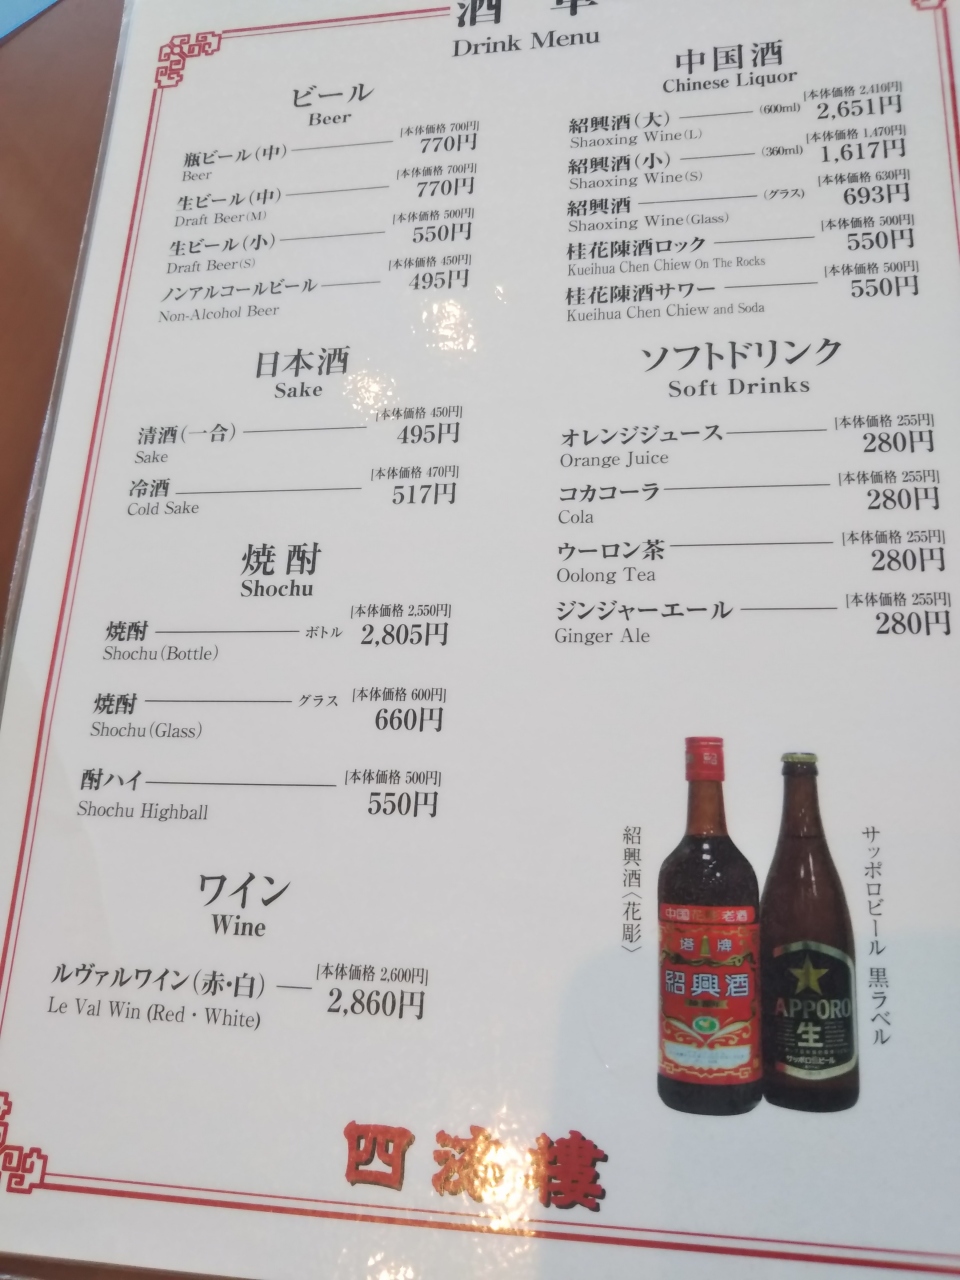 酒 單
Drink Menu
ビール
Beer
[本体価格 700円]
瓶ビール(中) 770円
Beer
[本体価格 700円]
生ビール(中) 770円
Draft Beer(M)
[本体価格 500円]
生ビール(小) 550円
Draft Beer(S)
[本体価格 450円]
ノンアルコールビール 495円
Non-Alcohol Beer
日本酒
Sake
[本体価格 450円]
清酒(一合) 495円
Sake
[本体価格 470円]
冷酒 517円
Cold Sake
焼酎
Shochu
[本体価格 2,550円]
焼酎 ボトル 2,805円
Shochu(Bottle)
[本体価格 600円]
焼酎 グラス 660円
Shochu(Glass)
[本体価格 500円]
酎ハイ 550円
Shochu Highball
ワイン
Wine
[本体価格 2,600円]
ルヴァルワイン(赤・白) 2,860円
Le Val Win (Red・White)
中国酒
Chinese Liquor
[本体価格 2,410円]
紹興酒(大) (600ml) 2,651円
Shaoxing Wine(L)
[本体価格 1,470円]
紹興酒(小) (360ml) 1,617円
Shaoxing Wine(S)
[本体価格 630円]
紹興酒 (グラス) 693円
Shaoxing Wine(Glass)
[本体価格 500円]
桂花陳酒ロック 550円
Kueihua Chen Chiew On The Rocks
[本体価格 500円]
桂花陳酒サワー 550円
Kueihua Chen Chiew and Soda
ソフトドリンク
Soft Drinks
[本体価格 255円]
オレンジジュース 280円
Orange Juice
[本体価格 255円]
コカコーラ 280円
Cola
[本体価格 255円]
ウーロン茶 280円
Oolong Tea
[本体価格 255円]
ジンジャーエール 280円
Ginger Ale
紹興酒〈花彫〉
中国花彫老酒
塔牌
紹興酒
SAPPORO
生
サッポロ生ビール
サッポロビール 黒ラベル
四海樓